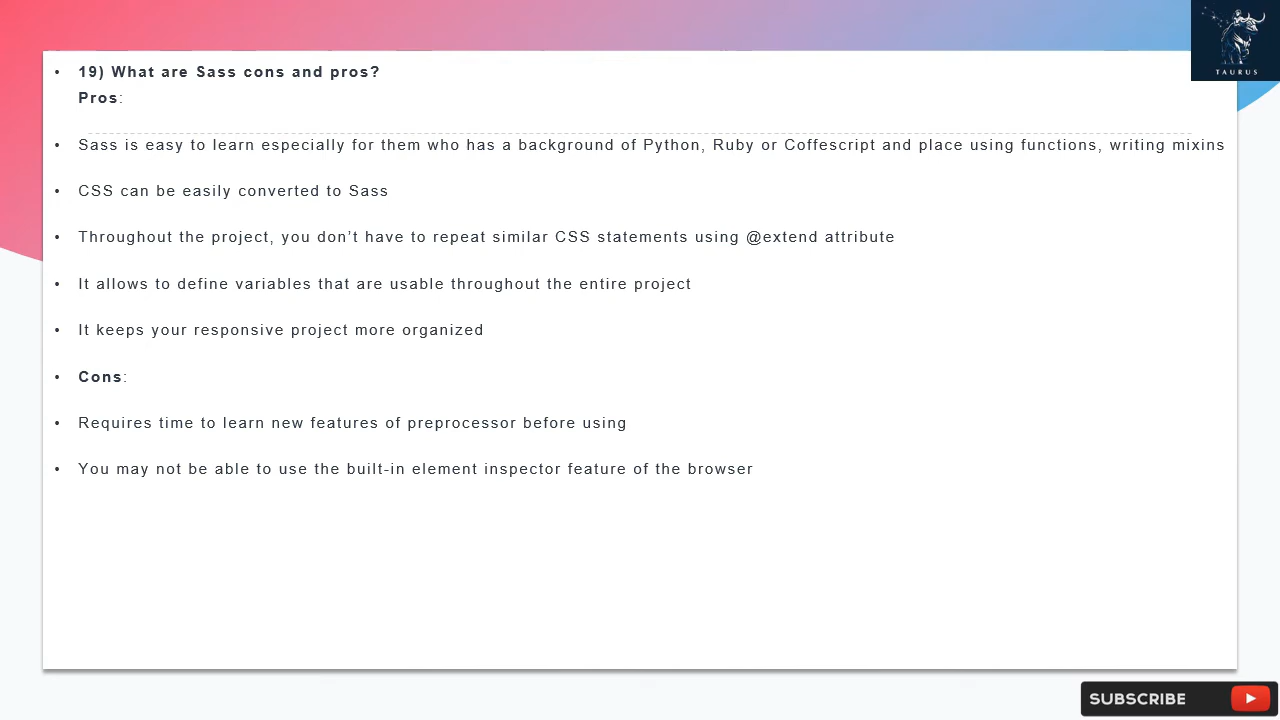 • 19) What are Sass cons and pros?
Pros:
• Sass is easy to learn especially for them who has a background of Python, Ruby or Coffescript and place using functions, writing mixins
• CSS can be easily converted to Sass
• Throughout the project, you don’t have to repeat similar CSS statements using @extend attribute
• It allows to define variables that are usable throughout the entire project
• It keeps your responsive project more organized
• Cons:
• Requires time to learn new features of preprocessor before using
• You may not be able to use the built-in element inspector feature of the browser
TAURUS
SUBSCRIBE